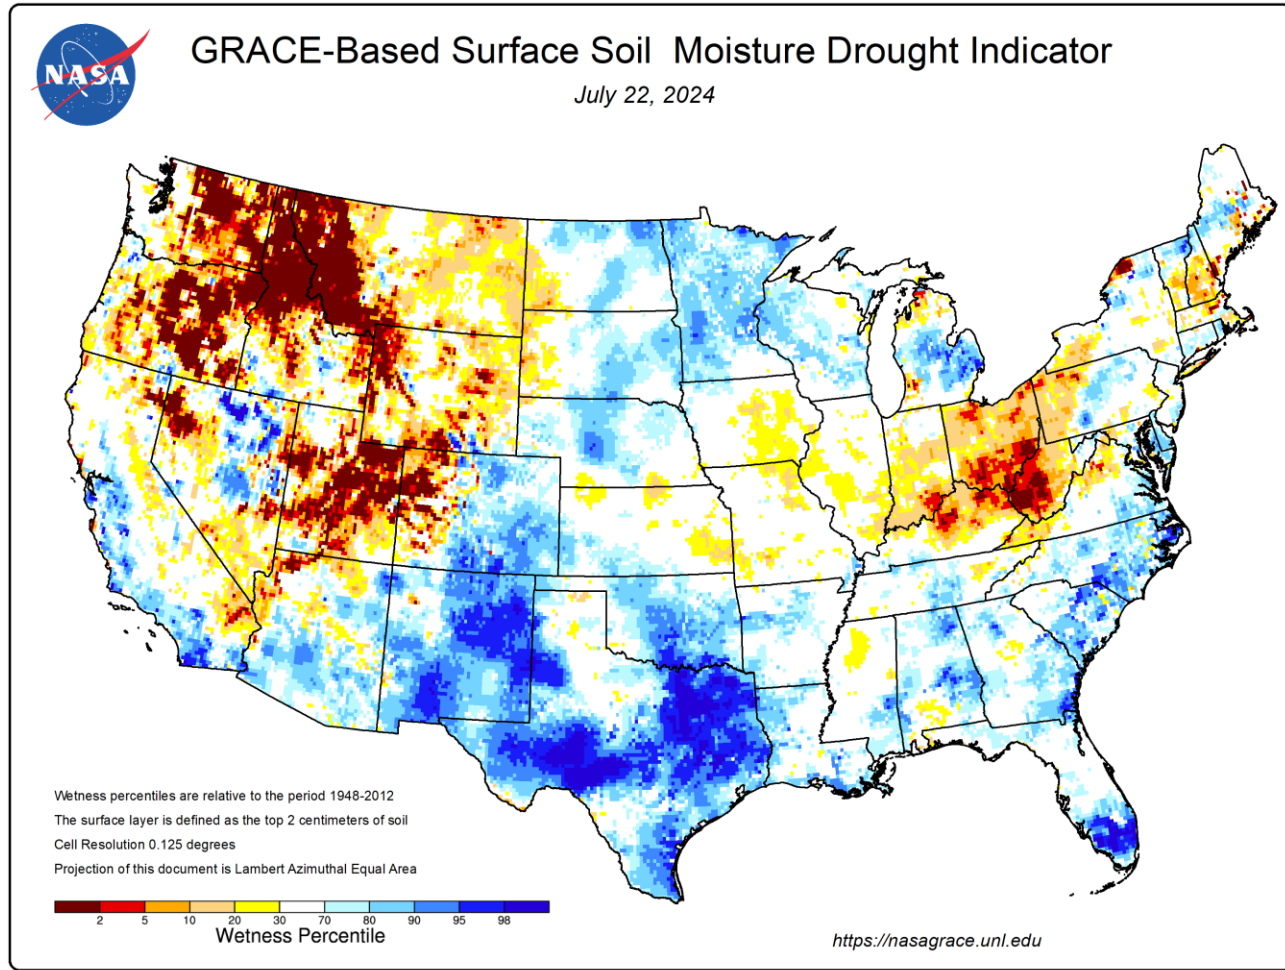 NASA
GRACE-Based Surface Soil  Moisture Drought Indicator
July 22, 2024
Wetness percentiles are relative to the period 1948-2012
The surface layer is defined as the top 2 centimeters of soil
Cell Resolution 0.125 degrees
Projection of this document is Lambert Azimuthal Equal Area
2 5 10 20 30 70 80 90 95 98
Wetness Percentile
https://nasagrace.unl.edu